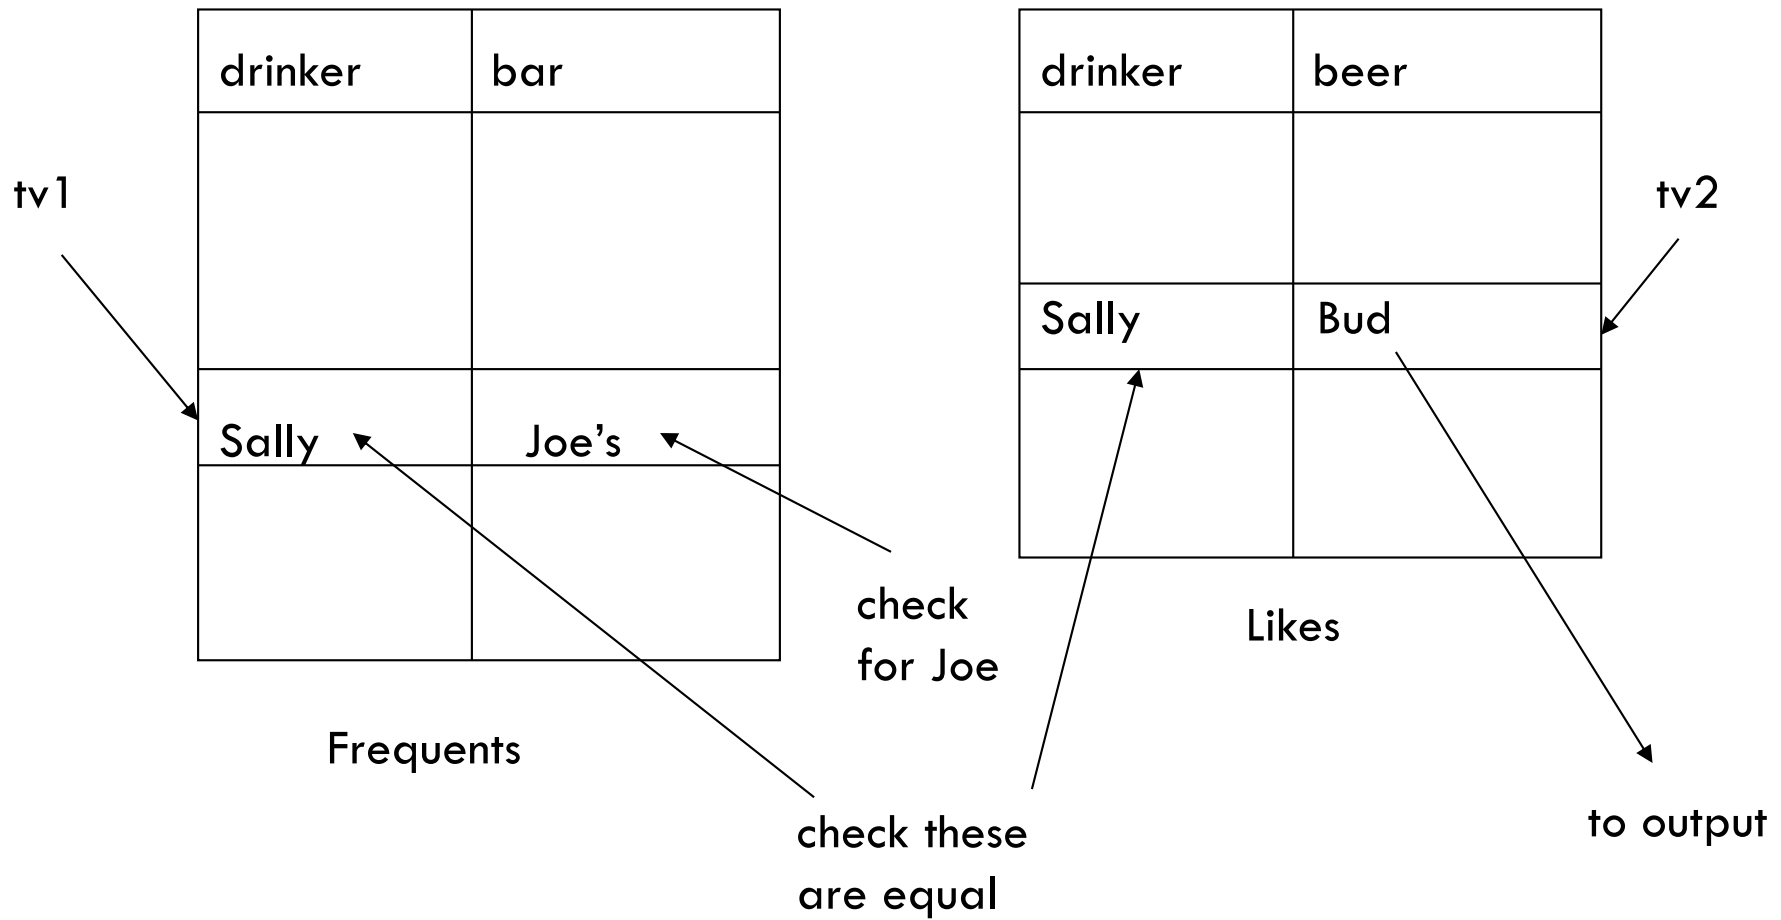 drinker bar
drinker beer
tv1
tv2
Sally Bud
Sally Joe's
check
for Joe
Likes
Frequents
check these
are equal
to output